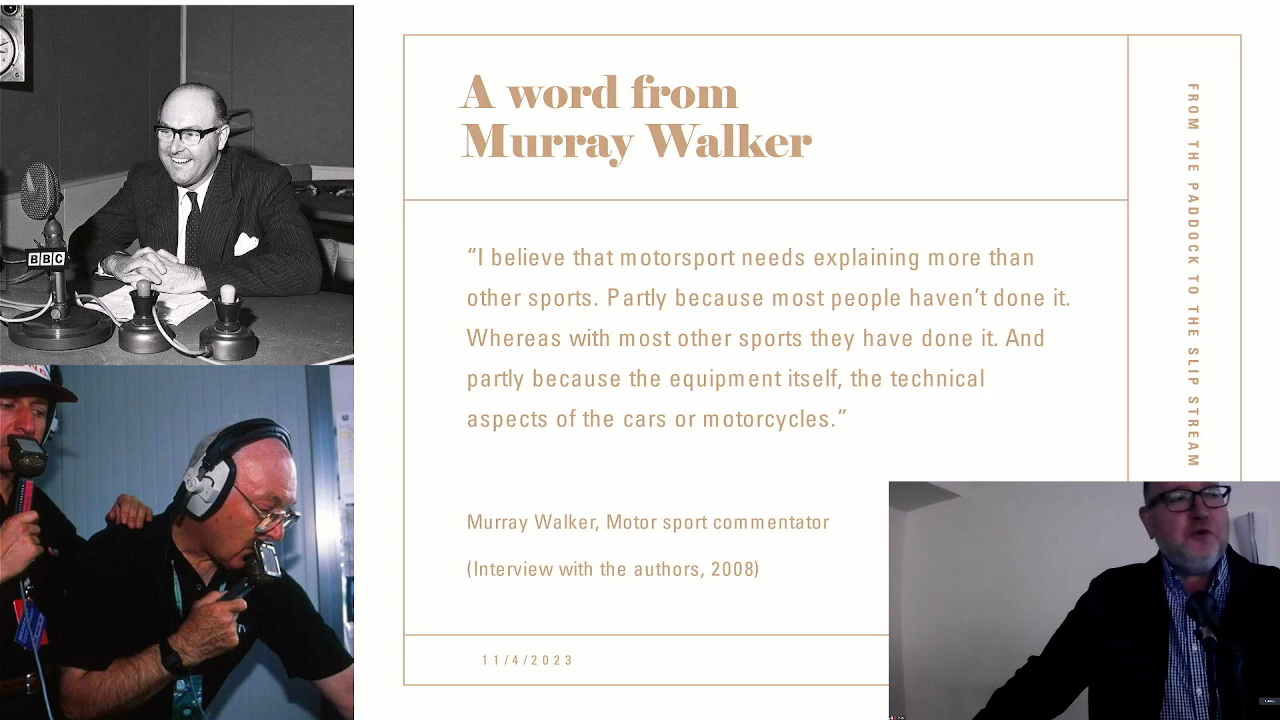 A word from
Murray Walker
FROM THE PADDOCK TO THE SLIP STREAM
BBC
“I believe that motorsport needs explaining more than
other sports. Partly because most people haven’t done it.
Whereas with most other sports they have done it. And
partly because the equipment itself, the technical
aspects of the cars or motorcycles.”
Murray Walker, Motor sport commentator
(Interview with the authors, 2008)
11/4/2023